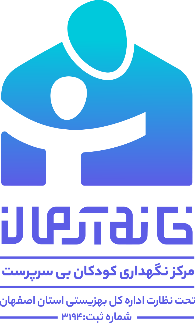 خانه آرمان
مرکز نگهداری کودکان بی سرپرست
تحت نظارت اداره کل بهزیستی استان اصفهان
شماره ثبت: ۳۱۹۴